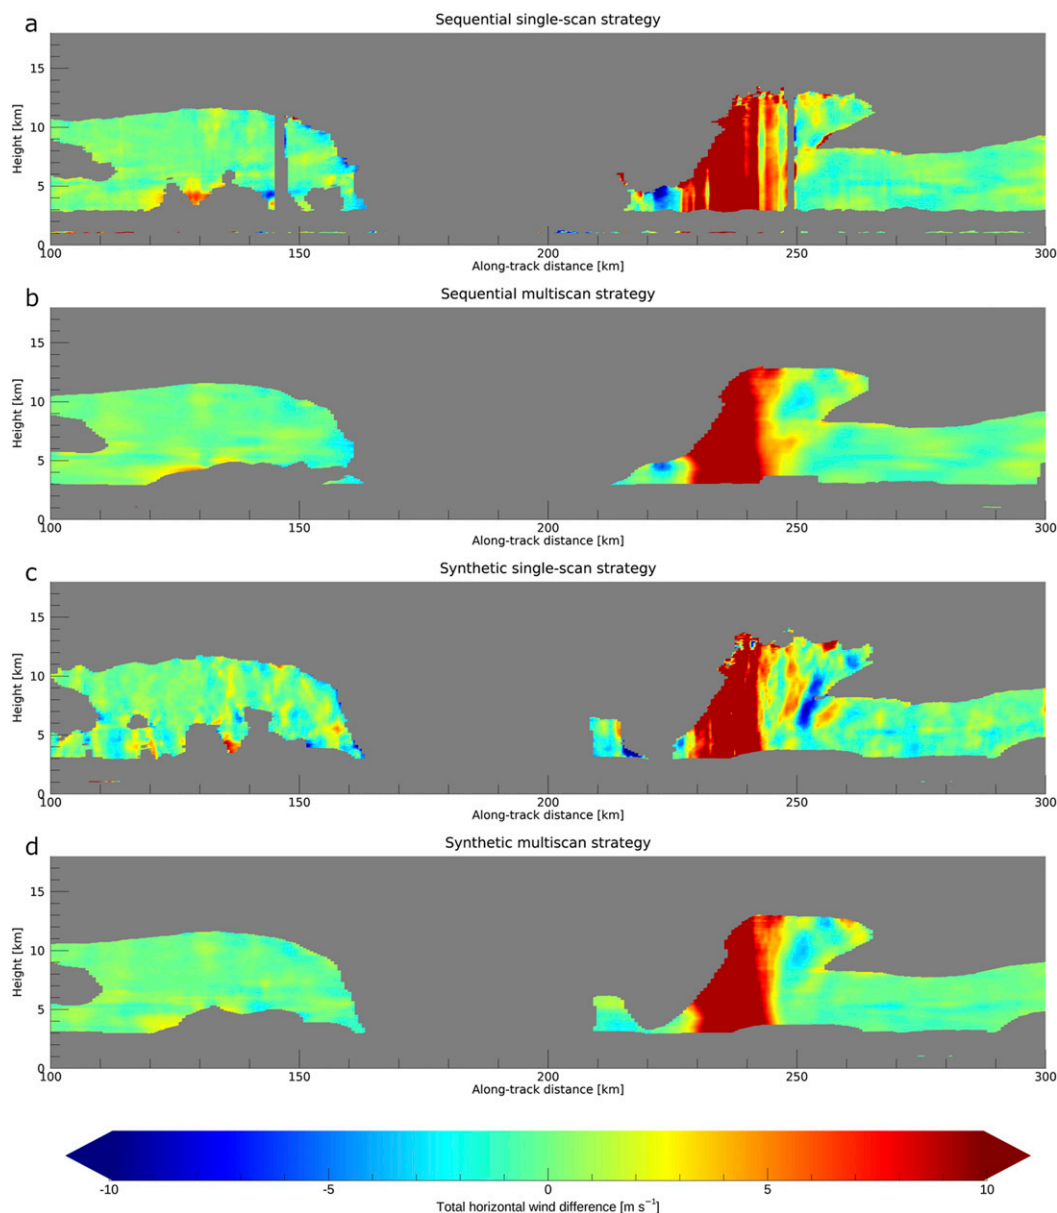 a
Sequential single-scan strategy
15
10
5
0
Height [km]
100 150 200 250 300
Along-track distance [km]
b
Sequential multiscan strategy
15
10
5
0
Height [km]
100 150 200 250 300
Along-track distance [km]
c
Synthetic single-scan strategy
15
10
5
0
Height [km]
100 150 200 250 300
Along-track distance [km]
d
Synthetic multiscan strategy
15
10
5
0
Height [km]
100 150 200 250 300
Along-track distance [km]
-10 -5 0 5 10
Total horizontal wind difference [m s⁻¹]